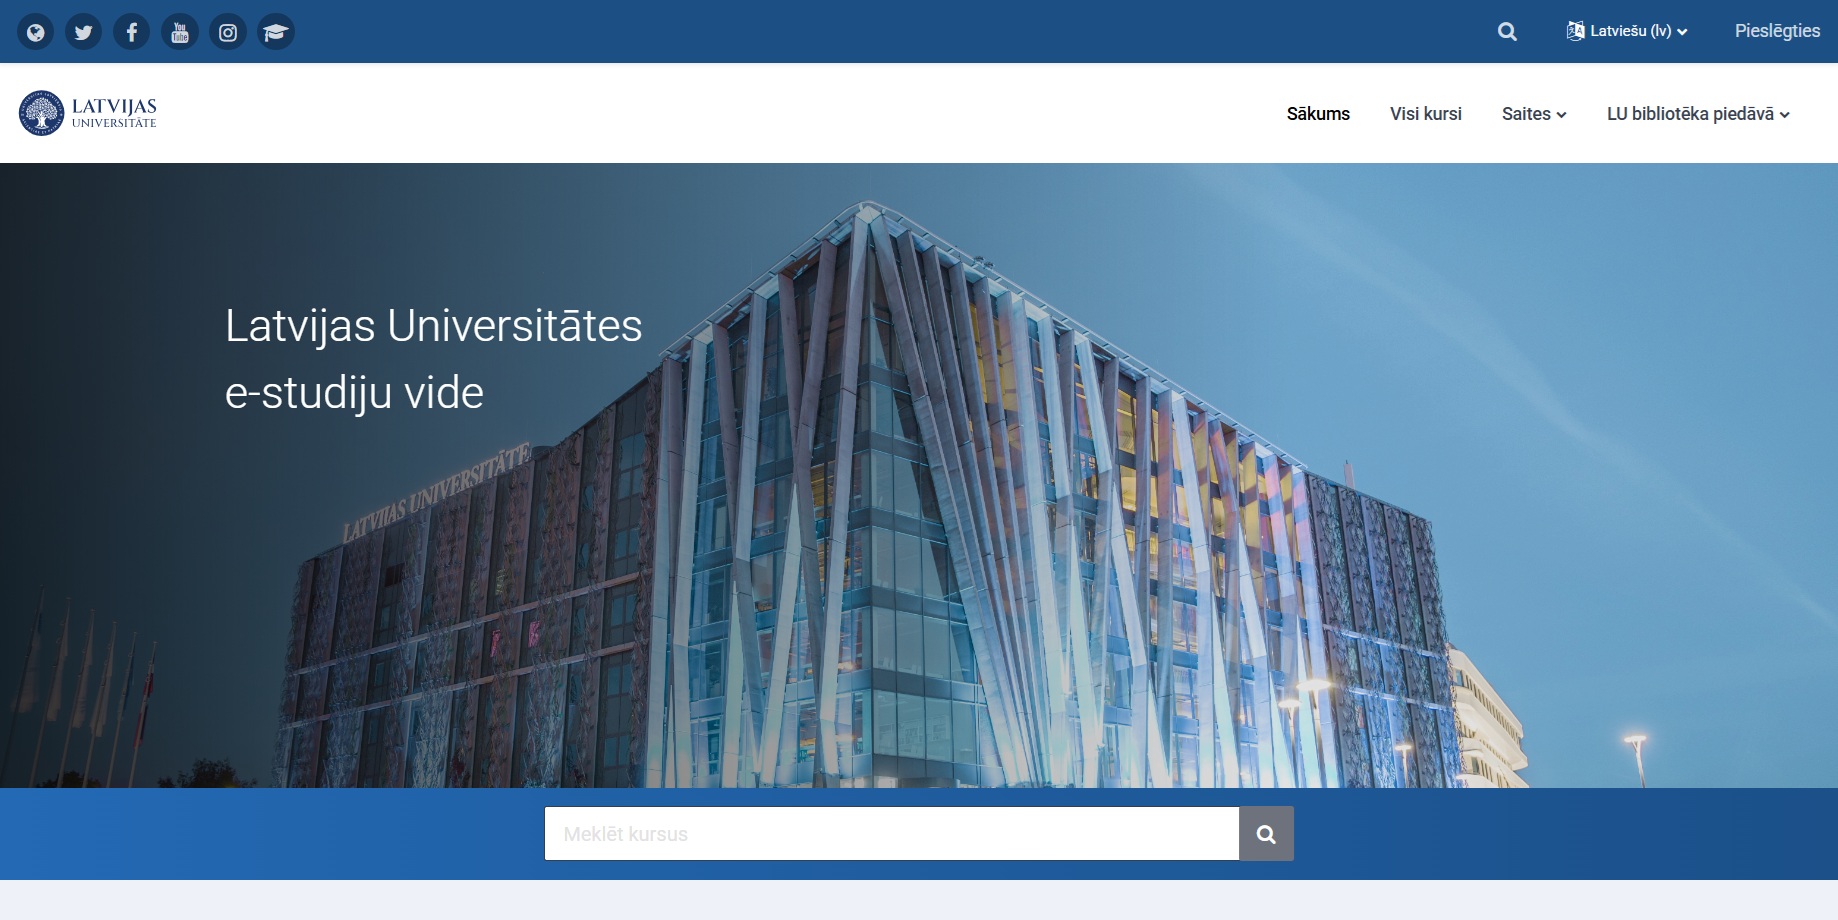 Latviešu (lv)
Pieslēgties
LATVIJAS
UNIVERSITĀTE
Sākums
Visi kursi
Saites
LU bibliotēka piedāvā
Latvijas Universitātes
e-studiju vide
LATVIJAS UNIVERSITĀTE
Meklēt kursus